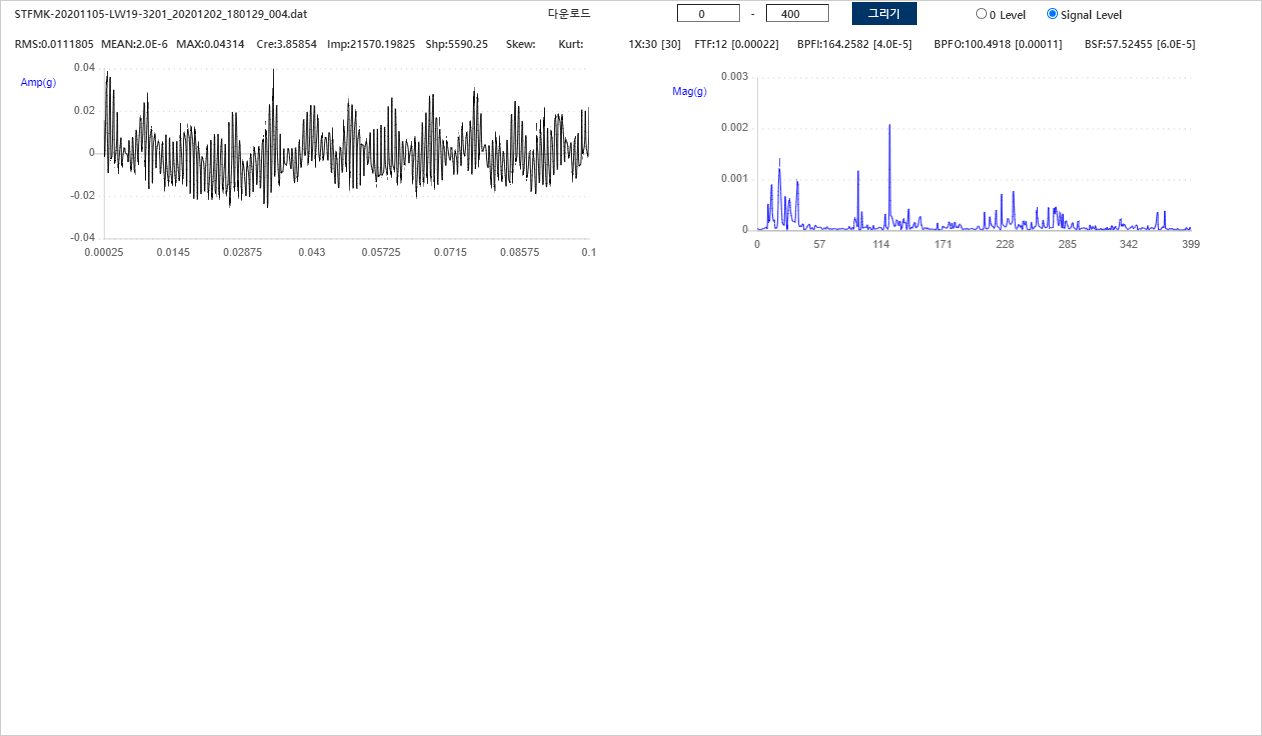 STFMK-20201105-LW19-3201_20201202_180129_004.dat 다운로드 0 - 400 그리기 0 Level Signal Level
RMS:0.0111805 MEAN:2.0E-6 MAX:0.04314 Cre:3.85854 Imp:21570.19825 Shp:5590.25 Skew: Kurt: 1X:30 [30] FTF:12 [0.00022] BPFI:164.2582 [4.0E-5] BPFO:100.4918 [0.00011] BSF:57.52455 [6.0E-5]
Amp(g)
0.04
0.02
0
-0.02
-0.04
0.00025 0.0145 0.02875 0.043 0.05725 0.0715 0.08575 0.1
Mag(g)
0.003
0.002
0.001
0
0 57 114 171 228 285 342 399